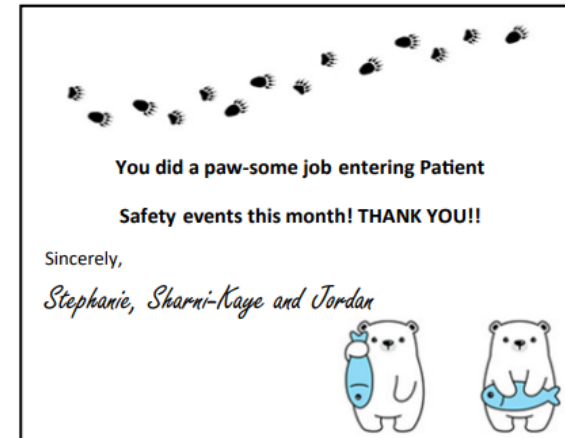 You did a paw-some job entering Patient
Safety events this month! THANK YOU!!
Sincerely,
Stephanie, Sharni-Kaye and Jordan